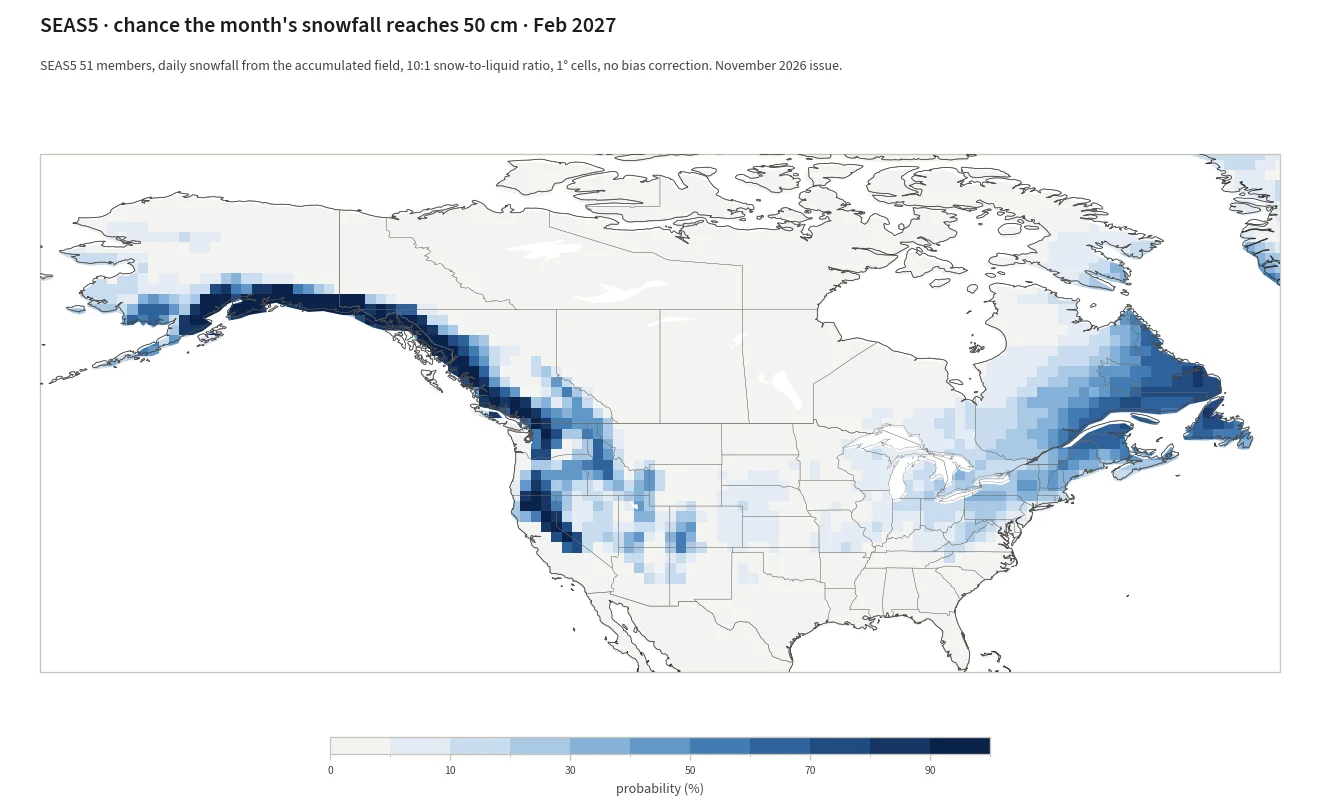 SEAS5 · chance the month's snowfall reaches 50 cm · Feb 2027
SEAS5 51 members, daily snowfall from the accumulated field, 10:1 snow-to-liquid ratio, 1° cells, no bias correction. November 2026 issue.
0 10 30 50 70 90
probability (%)